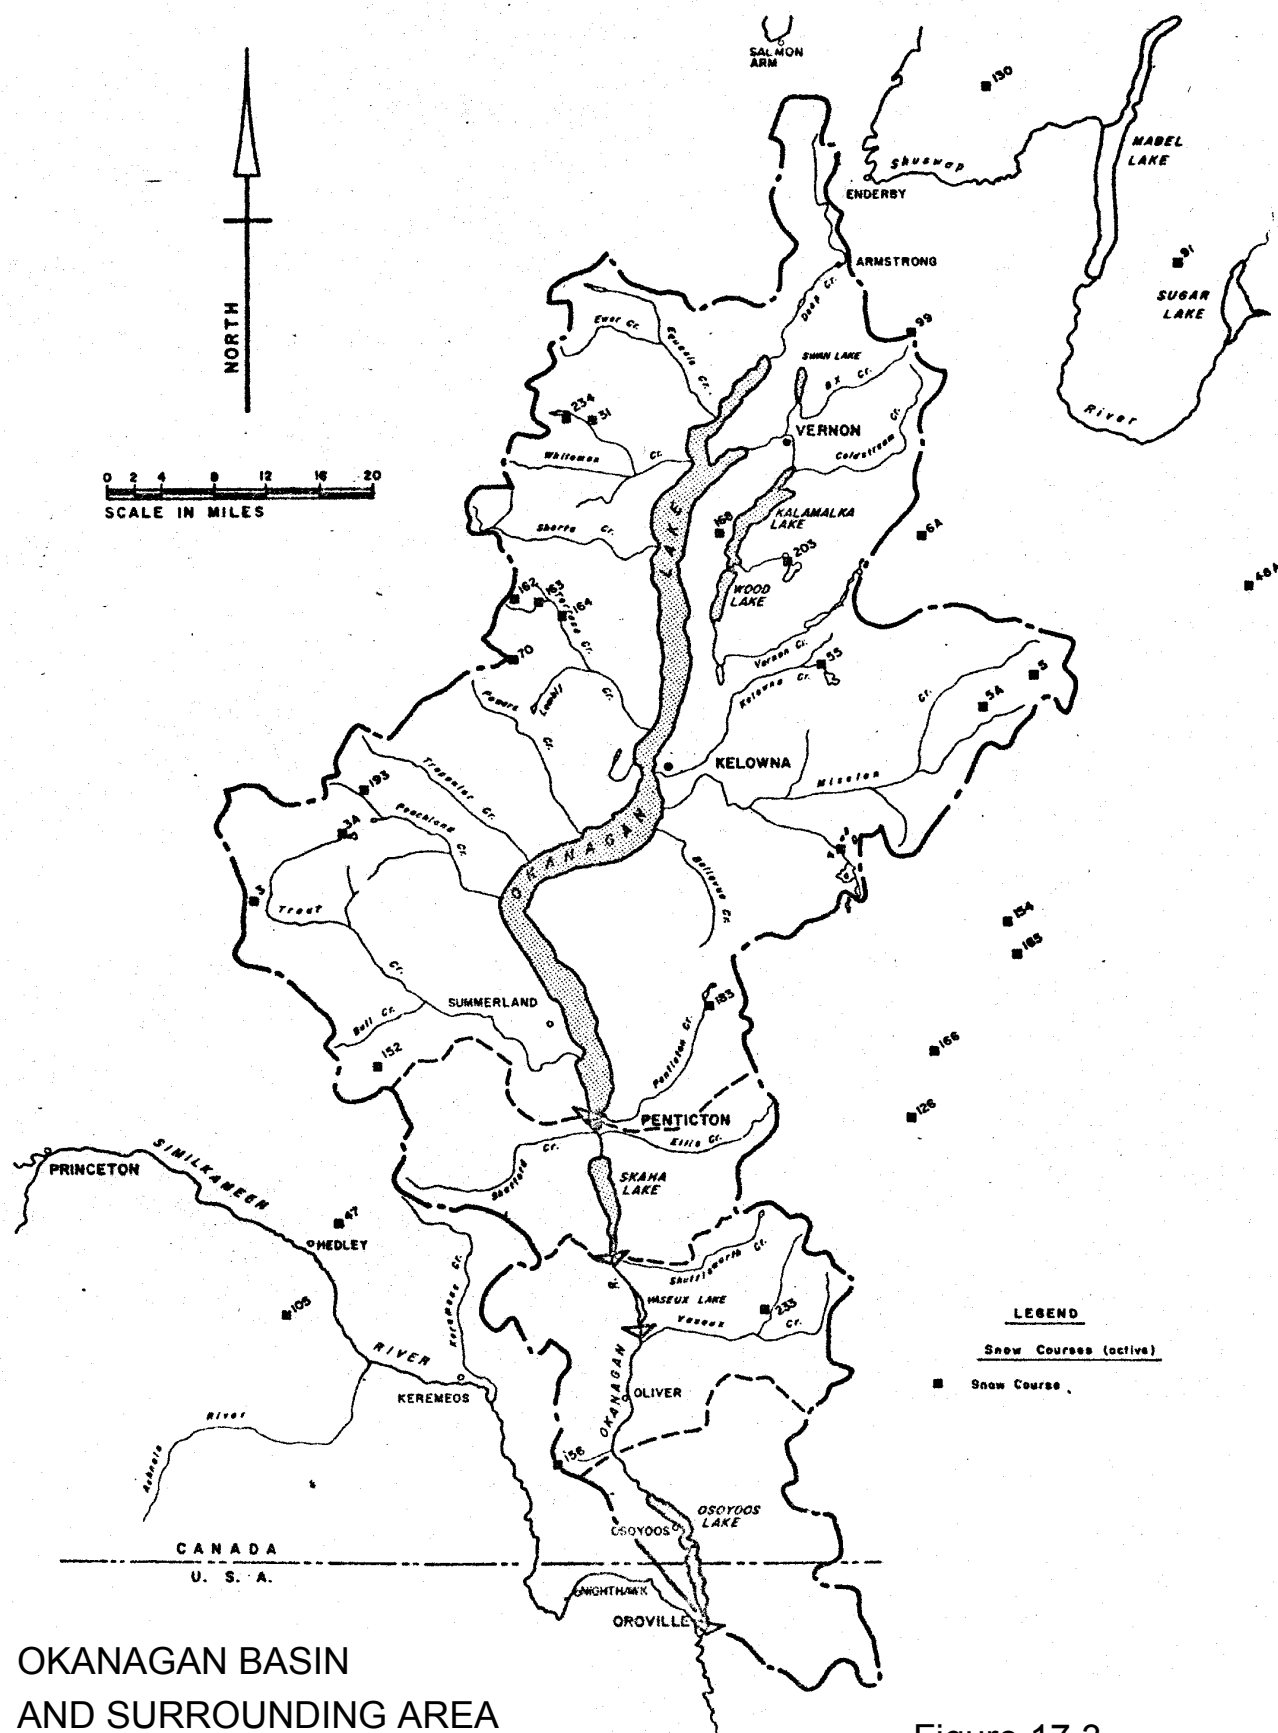 SALMON
ARM
130
MABEL
LAKE
Shuswap
ENDERBY
ARMSTRONG
91
SUGAR
LAKE
Deep Cr.
NORTH
Ewer Cr.
Equesis Cr.
99
SWAN LAKE
BX Cr.
River
234
31
VERNON
Coldstream Cr.
Whiteman Cr.
0 2 4 8 12 16 20
SCALE IN MILES
LAKE
168
KALAMALKA
LAKE
6A
Shorts Cr.
203
WOOD
LAKE
162
163
164
Terrace Cr.
Vernon Cr.
55
70
Kelowna Cr.
5
5A
Cr.
Powers
Lambly
Cr.
Cr.
KELOWNA
Mission
Trepanier Cr.
193
Peachland Cr.
3A
OKANAGAN
Bellevue Cr.
4
3
Trout
Cr.
154
165
SUMMERLAND
183
Bull Cr.
Penticton Cr.
152
166
126
PENTICTON
Ellis Cr.
Shatford Cr.
PRINCETON
SIMILKAMEEN
SKAHA
LAKE
47
HEDLEY
Keremeos Cr.
Shuttleworth Cr.
R.
VASEUX LAKE
Vaseux Cr.
233
105
LEGEND
Snow Courses (active)
Snow Course
RIVER
KEREMEOS
OKANAGAN
OLIVER
River
Ashnola
156
OSOYOOS
LAKE
OSOYOOS
CANADA
U. S. A.
NIGHTHAWK
OROVILLE
OKANAGAN BASIN
AND SURROUNDING AREA